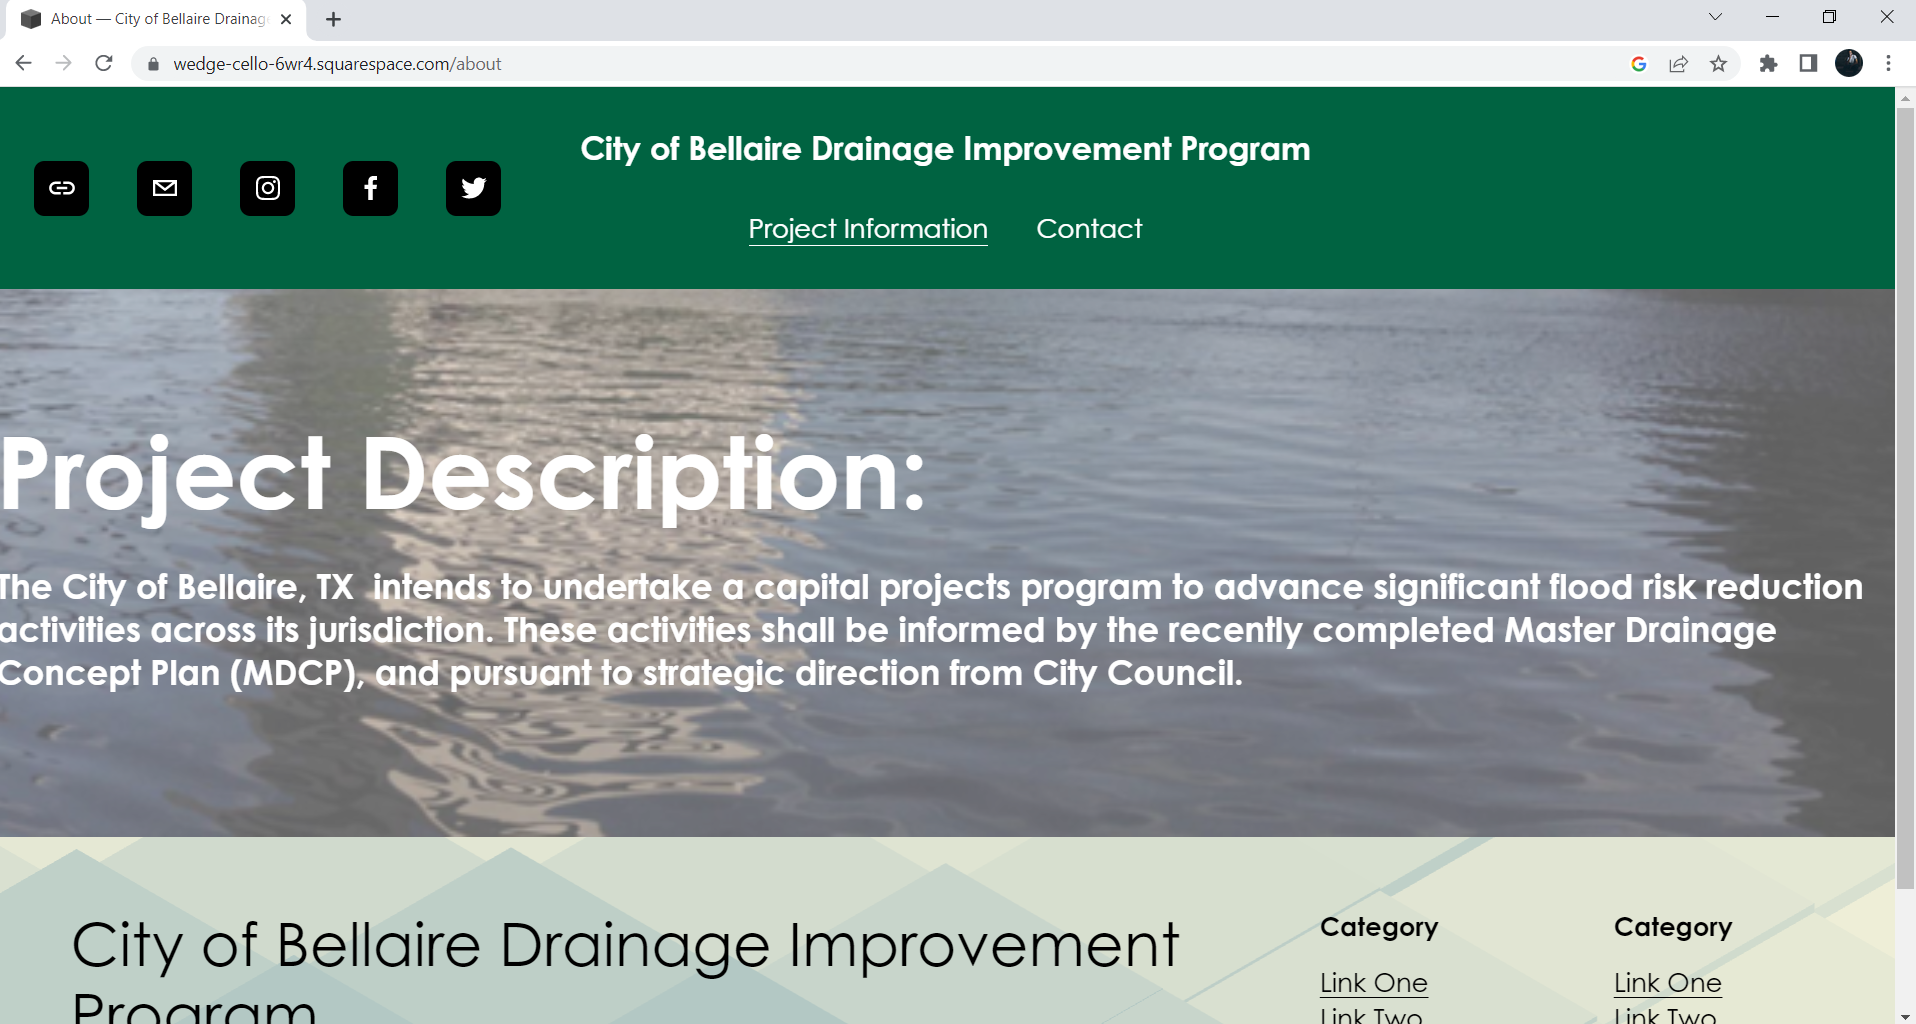 About — City of Bellaire Drainag
wedge-cello-6wr4.squarespace.com/about
City of Bellaire Drainage Improvement Program
Project Information Contact
Project Description:
The City of Bellaire, TX  intends to undertake a capital projects program to advance significant flood risk reduction
activities across its jurisdiction. These activities shall be informed by the recently completed Master Drainage
Concept Plan (MDCP), and pursuant to strategic direction from City Council.
City of Bellaire Drainage Improvement
Program
Category
Link One
Link Two
Category
Link One
Link Two